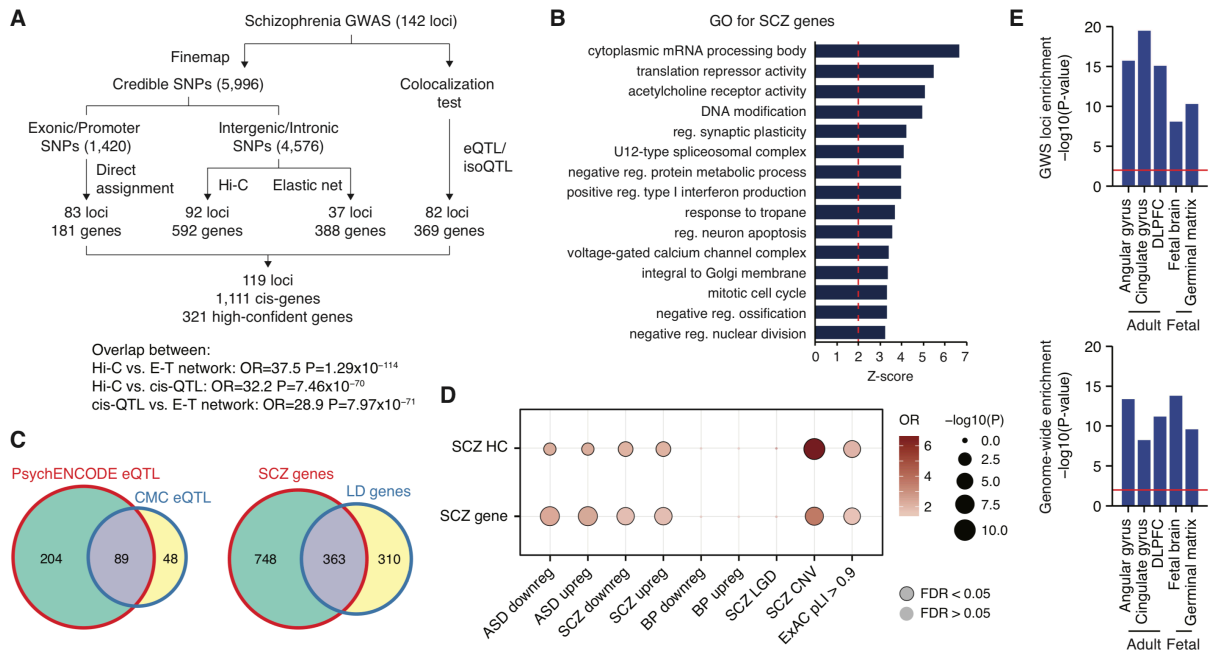 A
Schizophrenia GWAS (142 loci)
Finemap
Credible SNPs (5,996)
Colocalization
test
Exonic/Promoter
SNPs (1,420)
Intergenic/Intronic
SNPs (4,576)
eQTL/
isoQTL
Direct
assignment
Hi-C
Elastic net
83 loci
181 genes
92 loci
592 genes
37 loci
388 genes
82 loci
369 genes
119 loci
1,111 cis-genes
321 high-confident genes
Overlap between:
Hi-C vs. E-T network: OR=37.5 P=1.29x10⁻¹¹⁴
Hi-C vs. cis-QTL: OR=32.2 P=7.46x10⁻⁷⁰
cis-QTL vs. E-T network: OR=28.9 P=7.97x10⁻⁷¹
B
GO for SCZ genes
cytoplasmic mRNA processing body
translation repressor activity
acetylcholine receptor activity
DNA modification
reg. synaptic plasticity
U12-type spliceosomal complex
negative reg. protein metabolic process
positive reg. type I interferon production
response to tropane
reg. neuron apoptosis
voltage-gated calcium channel complex
integral to Golgi membrane
mitotic cell cycle
negative reg. ossification
negative reg. nuclear division
0 1 2 3 4 5 6 7
Z-score
C
PsychENCODE eQTL
CMC eQTL
204
89
48
SCZ genes
LD genes
748
363
310
D
SCZ HC
SCZ gene
ASD downreg
ASD upreg
SCZ downreg
SCZ upreg
BP downreg
BP upreg
SCZ LGD
SCZ CNV
ExAC pLI > 0.9
OR
6
4
2
−log10(P)
0.0
2.5
5.0
7.5
10.0
FDR < 0.05
FDR > 0.05
E
GWS loci enrichment
−log10(P-value)
20
15
10
5
0
Angular gyrus
Cingulate gyrus
DLPFC
Fetal brain
Germinal matrix
Adult
Fetal
Genome-wide enrichment
−log10(P-value)
20
15
10
5
0
Angular gyrus
Cingulate gyrus
DLPFC
Fetal brain
Germinal matrix
Adult
Fetal